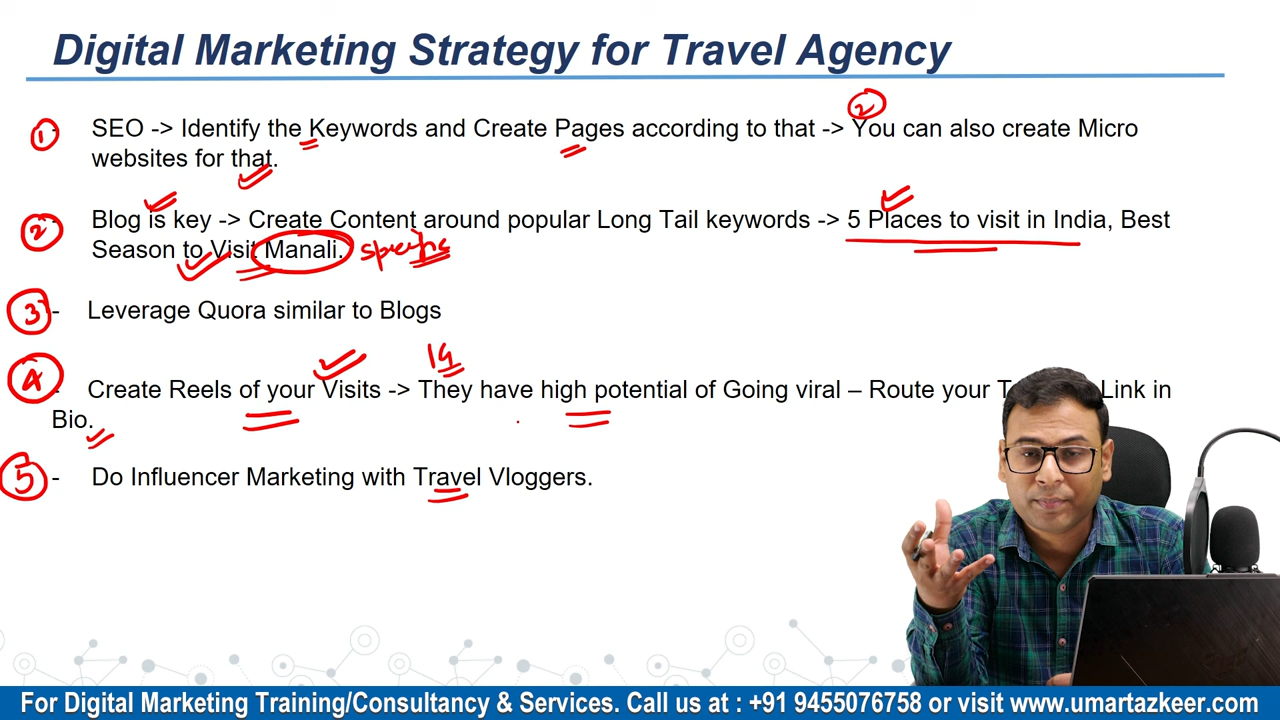 Digital Marketing Strategy for Travel Agency
2
1 - SEO -> Identify the Keywords and Create Pages according to that -> You can also create Micro
websites for that.
2 - Blog is key -> Create Content around popular Long Tail keywords -> 5 Places to visit in India, Best
Season to Visit Manali. specific
3 - Leverage Quora similar to Blogs
IG
4 - Create Reels of your Visits -> They have high potential of Going viral – Route your Link in
Bio.
5 - Do Influencer Marketing with Travel Vloggers.
For Digital Marketing Training/Consultancy & Services. Call us at : +91 9455076758 or visit www.umartazkeer.com